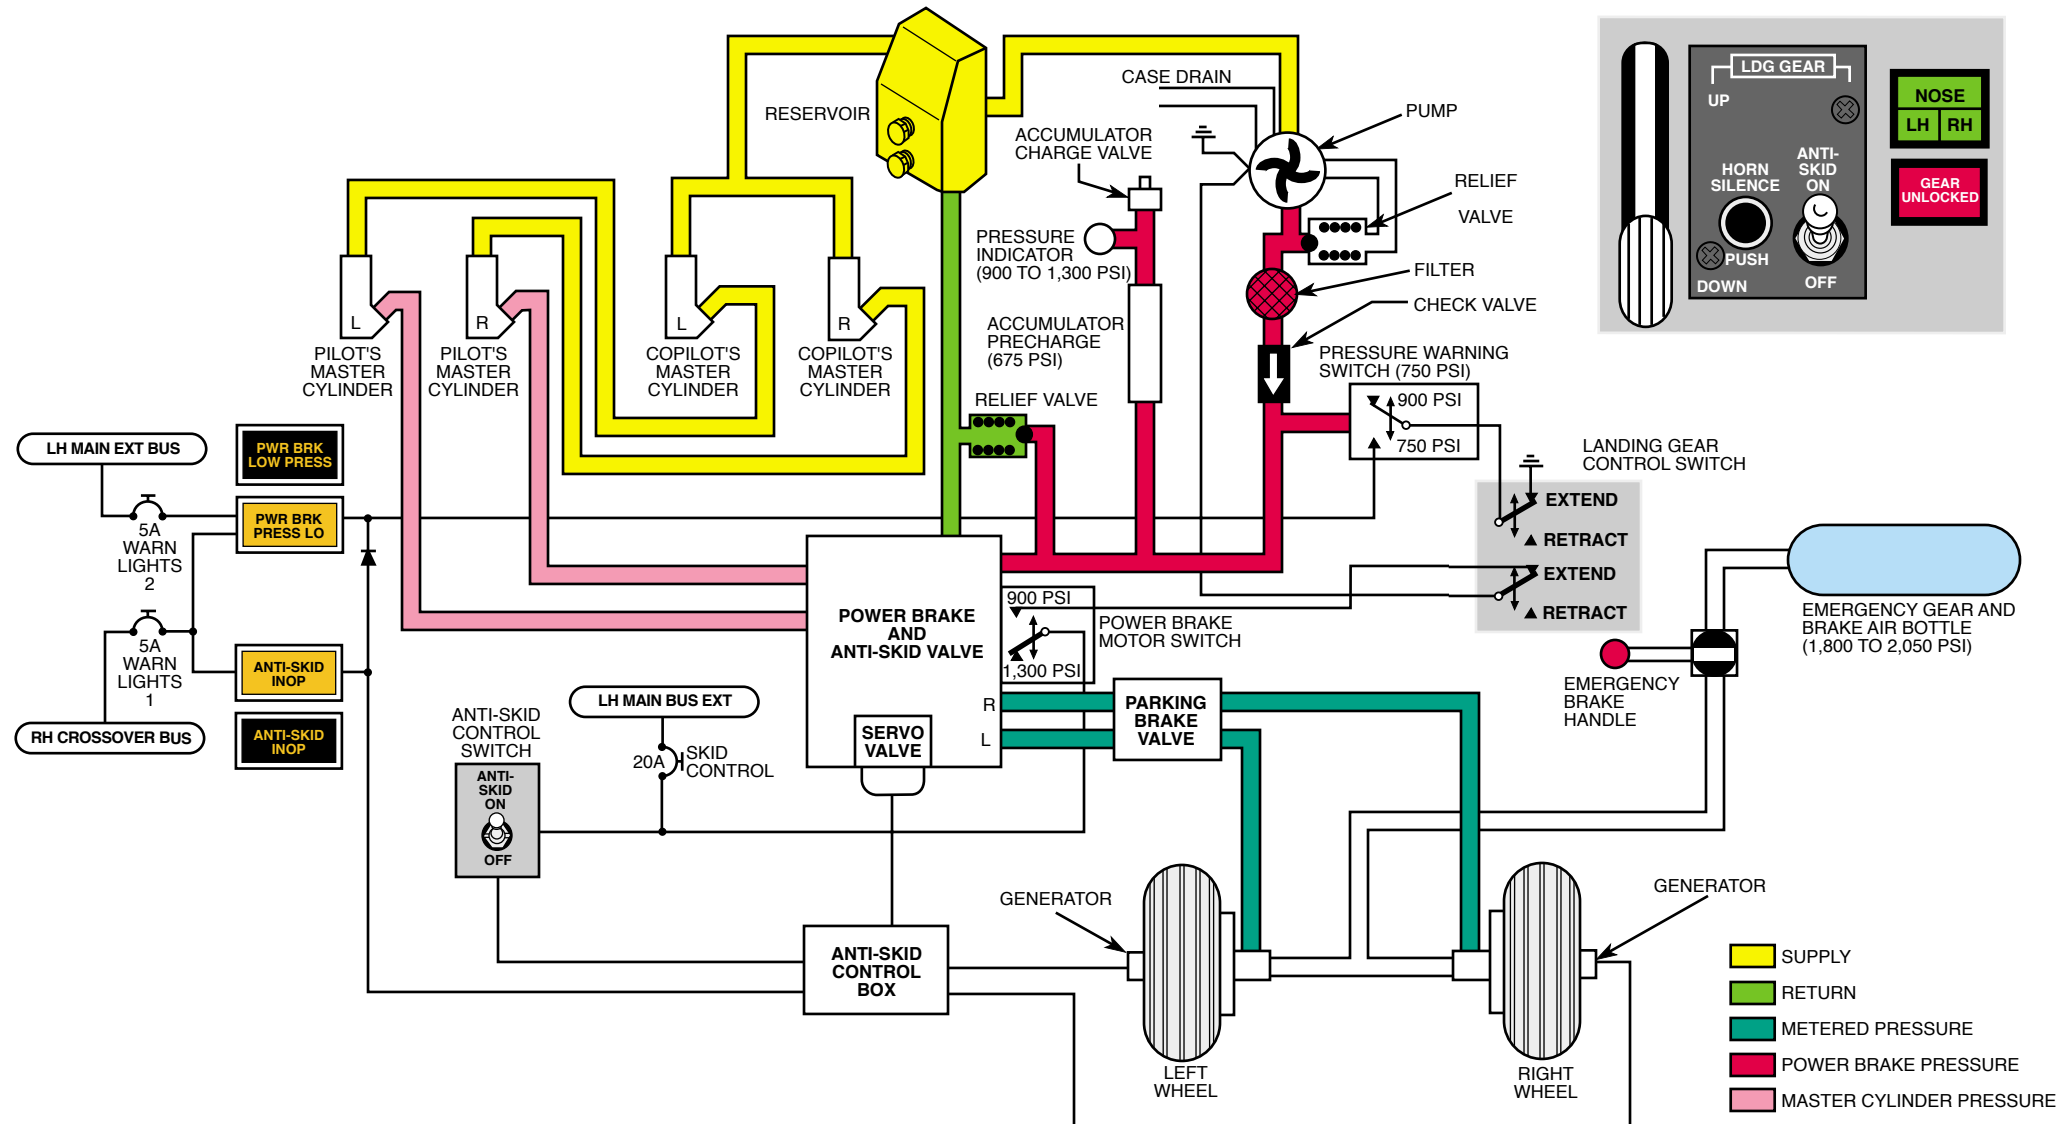 RESERVOIR
CASE DRAIN
ACCUMULATOR
CHARGE VALVE
PUMP
RELIEF
VALVE
PRESSURE
INDICATOR
(900 TO 1,300 PSI)
FILTER
CHECK VALVE
ACCUMULATOR
PRECHARGE
(675 PSI)
PRESSURE WARNING
SWITCH (750 PSI)
900 PSI
750 PSI
RELIEF VALVE
L
R
L
R
PILOT'S
MASTER
CYLINDER
PILOT'S
MASTER
CYLINDER
COPILOT'S
MASTER
CYLINDER
COPILOT'S
MASTER
CYLINDER
LDG GEAR
UP
ANTI-
SKID
ON
HORN
SILENCE
PUSH
DOWN
OFF
NOSE
LH
RH
GEAR
UNLOCKED
LH MAIN EXT BUS
PWR BRK
LOW PRESS
PWR BRK
PRESS LO
5A
WARN
LIGHTS
2
5A
WARN
LIGHTS
1
ANTI-SKID
INOP
RH CROSSOVER BUS
ANTI-SKID
INOP
LANDING GEAR
CONTROL SWITCH
EXTEND
RETRACT
EXTEND
RETRACT
EMERGENCY GEAR AND
BRAKE AIR BOTTLE
(1,800 TO 2,050 PSI)
EMERGENCY
BRAKE
HANDLE
POWER BRAKE
AND
ANTI-SKID VALVE
900 PSI
1,300 PSI
POWER BRAKE
MOTOR SWITCH
R
L
PARKING
BRAKE
VALVE
SERVO
VALVE
LH MAIN BUS EXT
20A
SKID
CONTROL
ANTI-SKID
CONTROL
SWITCH
ANTI-
SKID
ON
OFF
ANTI-SKID
CONTROL
BOX
GENERATOR
GENERATOR
LEFT
WHEEL
RIGHT
WHEEL
SUPPLY
RETURN
METERED PRESSURE
POWER BRAKE PRESSURE
MASTER CYLINDER PRESSURE